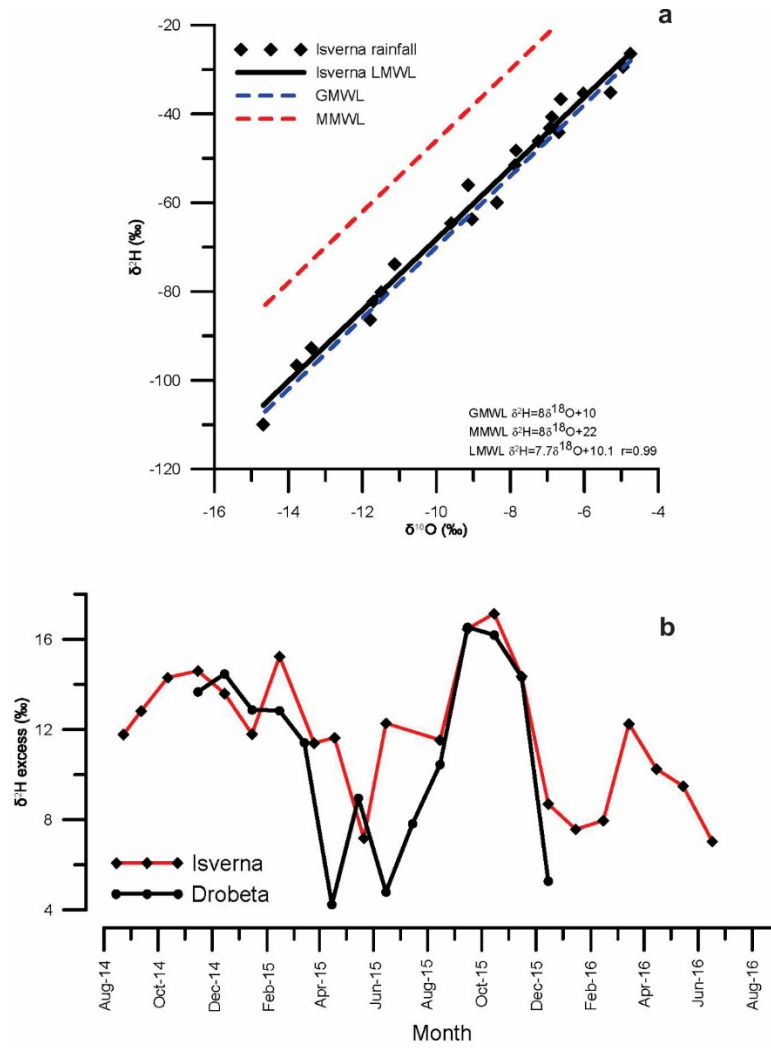 a
-20
-40
-60
-80
-100
-120
δ²H (‰)
Isverna rainfall
Isverna LMWL
GMWL
MMWL
GMWL δ²H=8δ¹⁸O+10
MMWL δ²H=8δ¹⁸O+22
LMWL δ²H=7.7δ¹⁸O+10.1 r=0.99
-16 -14 -12 -10 -8 -6 -4
δ¹⁸O (‰)
b
16
12
8
4
δ²H excess (‰)
Isverna
Drobeta
Aug-14 Oct-14 Dec-14 Feb-15 Apr-15 Jun-15 Aug-15 Oct-15 Dec-15 Feb-16 Apr-16 Jun-16 Aug-16
Month